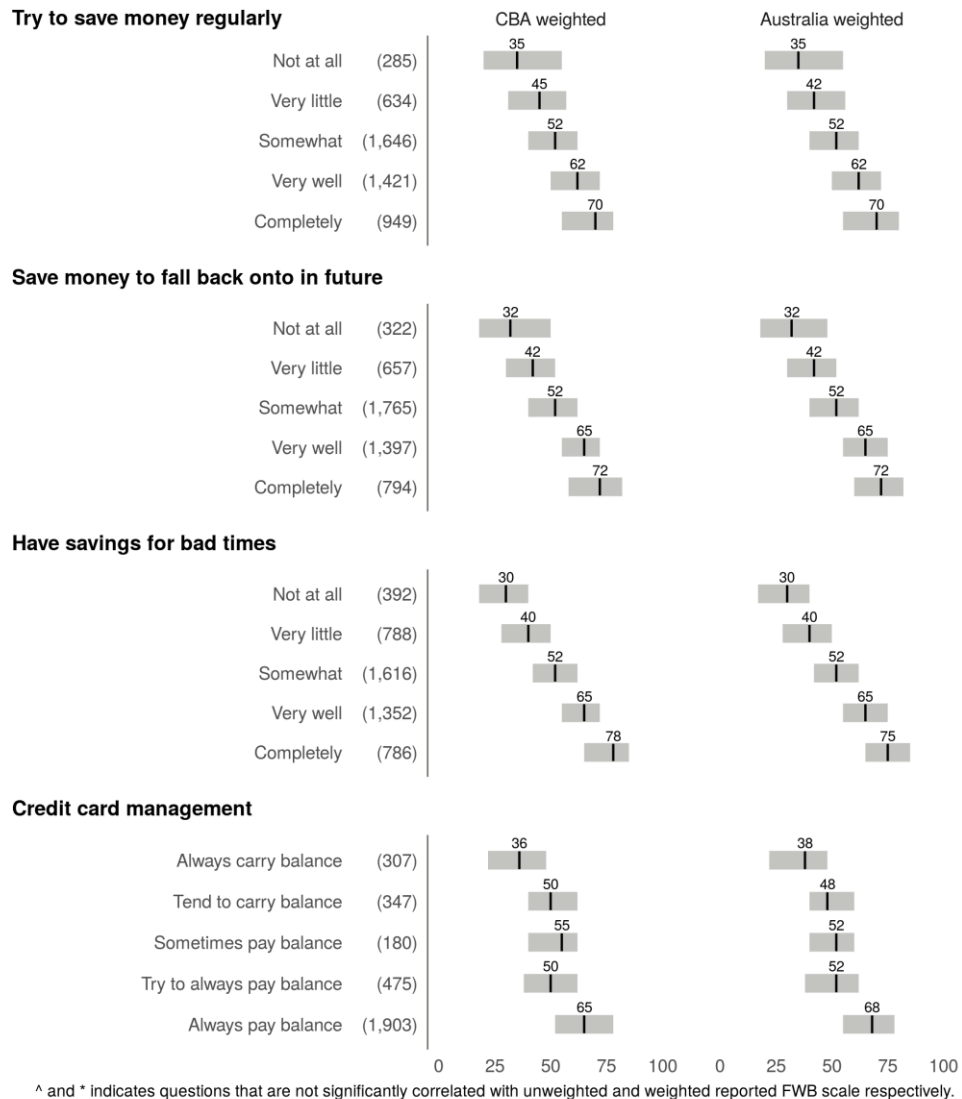 Try to save money regularly CBA weighted Australia weighted
Not at all (285) 35 35
Very little (634) 45 42
Somewhat (1,646) 52 52
Very well (1,421) 62 62
Completely (949) 70 70
Save money to fall back onto in future
Not at all (322) 32 32
Very little (657) 42 42
Somewhat (1,765) 52 52
Very well (1,397) 65 65
Completely (794) 72 72
Have savings for bad times
Not at all (392) 30 30
Very little (788) 40 40
Somewhat (1,616) 52 52
Very well (1,352) 65 65
Completely (786) 78 75
Credit card management
Always carry balance (307) 36 38
Tend to carry balance (347) 50 48
Sometimes pay balance (180) 55 52
Try to always pay balance (475) 50 52
Always pay balance (1,903) 65 68
0 25 50 75 100 0 25 50 75 100
^ and * indicates questions that are not significantly correlated with unweighted and weighted reported FWB scale respectively.